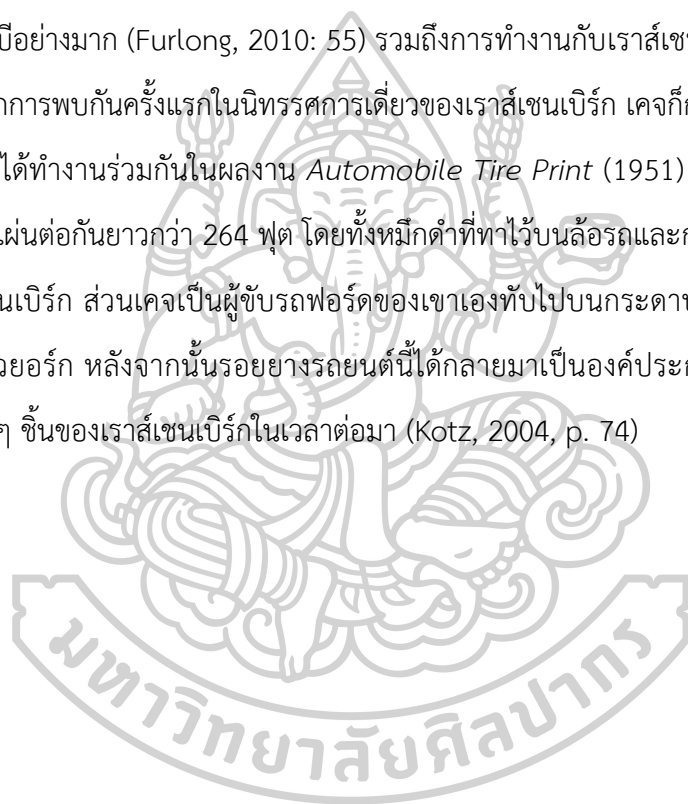 บีอย่างมาก (Furlong, 2010: 55) รวมถึงการทำงานกับเราส์เชน
การพบกันครั้งแรกในนิทรรศการเดี่ยวของเราส์เชนเบิร์ก เคจก็
ได้ทำงานร่วมกันในผลงาน Automobile Tire Print (1951)
แผ่นต่อกันยาวกว่า 264 ฟุต โดยทั้งหมึกดำที่ทาไว้บนล้อรถและ
นเบิร์ก ส่วนเคจเป็นผู้ขับรถฟอร์ดของเขาเองทับไปบนกระดา
วยอร์ก หลังจากนั้นรอยยางรถยนต์นี้ได้กลายมาเป็นองค์ประก
ๆ ชิ้นของเราส์เชนเบิร์กในเวลาต่อมา (Kotz, 2004, p. 74)
มหาวิทยาลัยศิลปากร